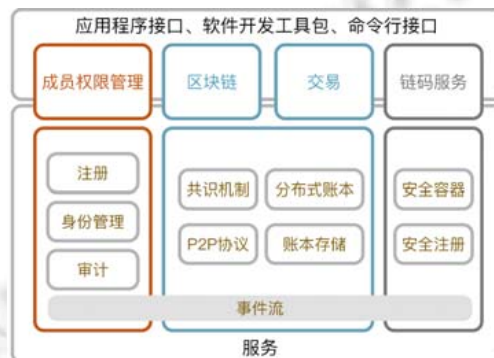 应用程序接口、软件开发工具包、命令行接口
成员权限管理
区块链
交易
链码服务
注册
身份管理
审计
共识机制
分布式账本
P2P协议
账本存储
安全容器
安全注册
事件流
服务